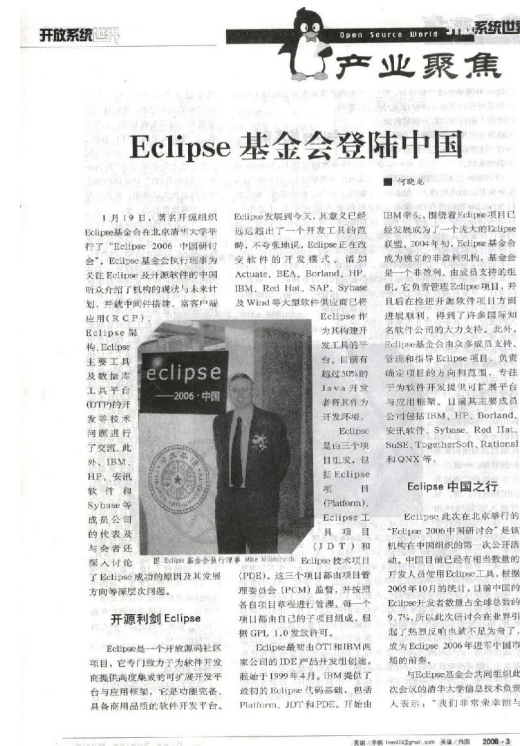 开放系统世界
Open Source World
系统世界
产业聚焦
Eclipse 基金会登陆中国
■ 何晓龙
1月19日，著名开源组织
Eclipse基金会在北京清华大学举
行了“Eclipse 2006 中国研讨
会”。Eclipse基金会执行理事为
关注Eclipse及开源软件的中国
听众介绍了机构的现状与未来计
划，并就中间件搭建、富客户端
应用(RCP)、
Eclipse架
构、Eclipse
主要工具
及数据库
工具平台
(DTP)的开
发等技术
问题进行
了交流。此
外，IBM、
HP、安讯
软件和
Sybase等
成员公司
的代表及
与会者还
深入讨论
了Eclipse成功的原因及其发展
方向等深层次问题。
开源利剑 Eclipse
Eclipse是一个开放源码社区
项目，它专门致力于为软件开发
商提供高度集成的可扩展开发平
台与应用框架。它是功能完备、
具备商用品质的软件开发平台。
Eclipse发展到今天，其意义已经
远远超出了一个开发工具的范
畴，不夸张地说，Eclipse正在改
变软件的开发模式。诸如
Actuate、BEA、Borland、HP、
IBM、Red Hat、SAP、Sybase
及Wind等大型软件供应商已将
Eclipse作
为其构建开
发工具的平
台。目前有
超过50%的
Java开发
者将其作为
开发环境。
Eclipse
是由三个项
目组成，包
括Eclipse
项目
(Platform)、
Eclipse工
具项目
(JDT)和
Eclipse技术项目
(PDE)。这三个项目都由项目管
理委员会(PCM)监督，并按照
各自项目章程进行管理。每一个
项目都由自己的子项目组成，根
据GPL 1.0发放许可。
Eclipse最初由OTI和IBM两
家公司的IDE产品开发组创建，
起始于1999年4月。IBM提供了
最初的Eclipse代码基础，包括
Platform、JDT和PDE。开始由
eclipse
——2006·中国
图 Eclipse 基金会执行理事 Mike Milinkovich
IBM牵头，围绕着Eclipse项目已
经发展成为了一个庞大的Eclipse
联盟。2004年初，Eclipse基金会
成为独立的非盈利机构。基金会
是一个非盈利、由成员支持的组
织，它负责管理Eclipse项目，并
且后在推进开源软件项目方面
进展顺利，得到了许多国际知
名软件公司的大力支持。此外，
Eclipse基金会由众多成员支持、
管理和指导Eclipse项目，负责
确定项目的方向和范围，专注
于为软件开发提供可扩展平台
与应用框架。目前其主要成员
公司包括IBM、HP、Borland、
安讯软件、Sybase、Red Hat、
SuSE、TogetherSoft、Rational
和QNX等。
Eclipse 中国之行
Eclipse此次在北京举行的
“Eclipse 2006中国研讨会”是该
机构在中国组织的第一次公开活
动。中国目前已经有相当数量的
开发人员使用Eclipse工具，根据
2005年10月的统计，目前中国的
Eclipse开发者数量占全球总数的
9.7%，所以此次研讨会在业界引
起了热烈反响也就不足为奇了，
成为Eclipse 2006年进军中国市
场的前奏。
与Eclipse基金会共同组织此
次会议的清华大学信息技术负责
人表示：“我们非常荣幸能与
2006·3